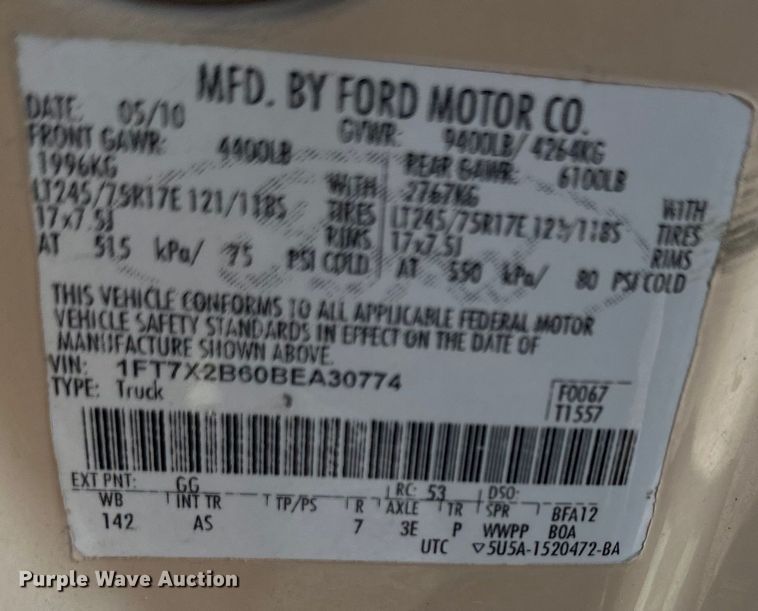 MFD. BY FORD MOTOR CO.
DATE: 05/10 GVWR: 9400LB/ 4264KG
FRONT GAWR: 4400LB REAR GAWR: 6100LB
1996KG WITH 2767KG WITH
LT245/75R17E 121/118S TIRES LT245/75R17E 121/118S TIRES
17x7.5J RIMS 17x7.5J RIMS
AT 515 kPa/ 75 PSI COLD AT 550 kPa/ 80 PSI COLD
THIS VEHICLE CONFORMS TO ALL APPLICABLE FEDERAL MOTOR
VEHICLE SAFETY STANDARDS IN EFFECT ON THE DATE OF
MANUFACTURE SHOWN ABOVE.
VIN: 1FT7X2B60BEA30774
TYPE: Truck
F0067
T1557
EXT PNT: GG RC: 53 DSO:
WB INT TR TP/PS R AXLE TR SPR BFA12
142 AS 7 3E P WWPP BOA
UTC ▽5U5A-1520472-BA
Purple Wave Auction